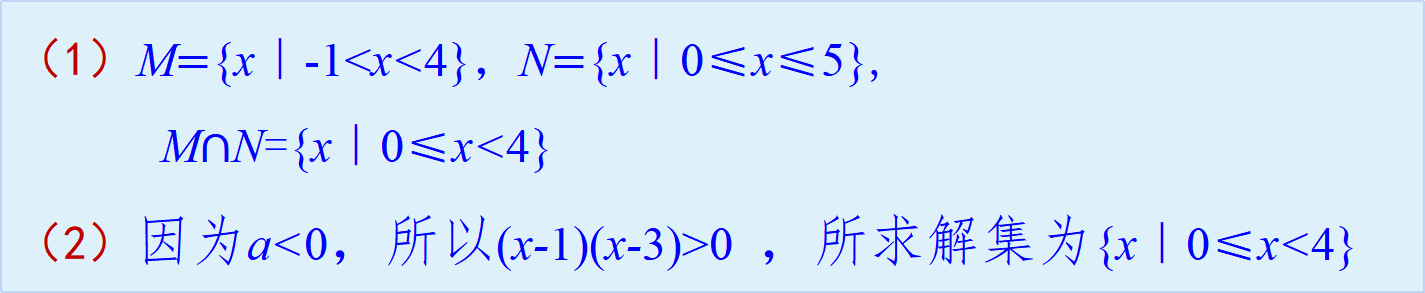 （1）M={x｜-1<x<4}，N={x｜0≤x≤5},
M∩N={x｜0≤x<4}
（2）因为a<0，所以(x-1)(x-3)>0 ，所求解集为{x｜0≤x<4}